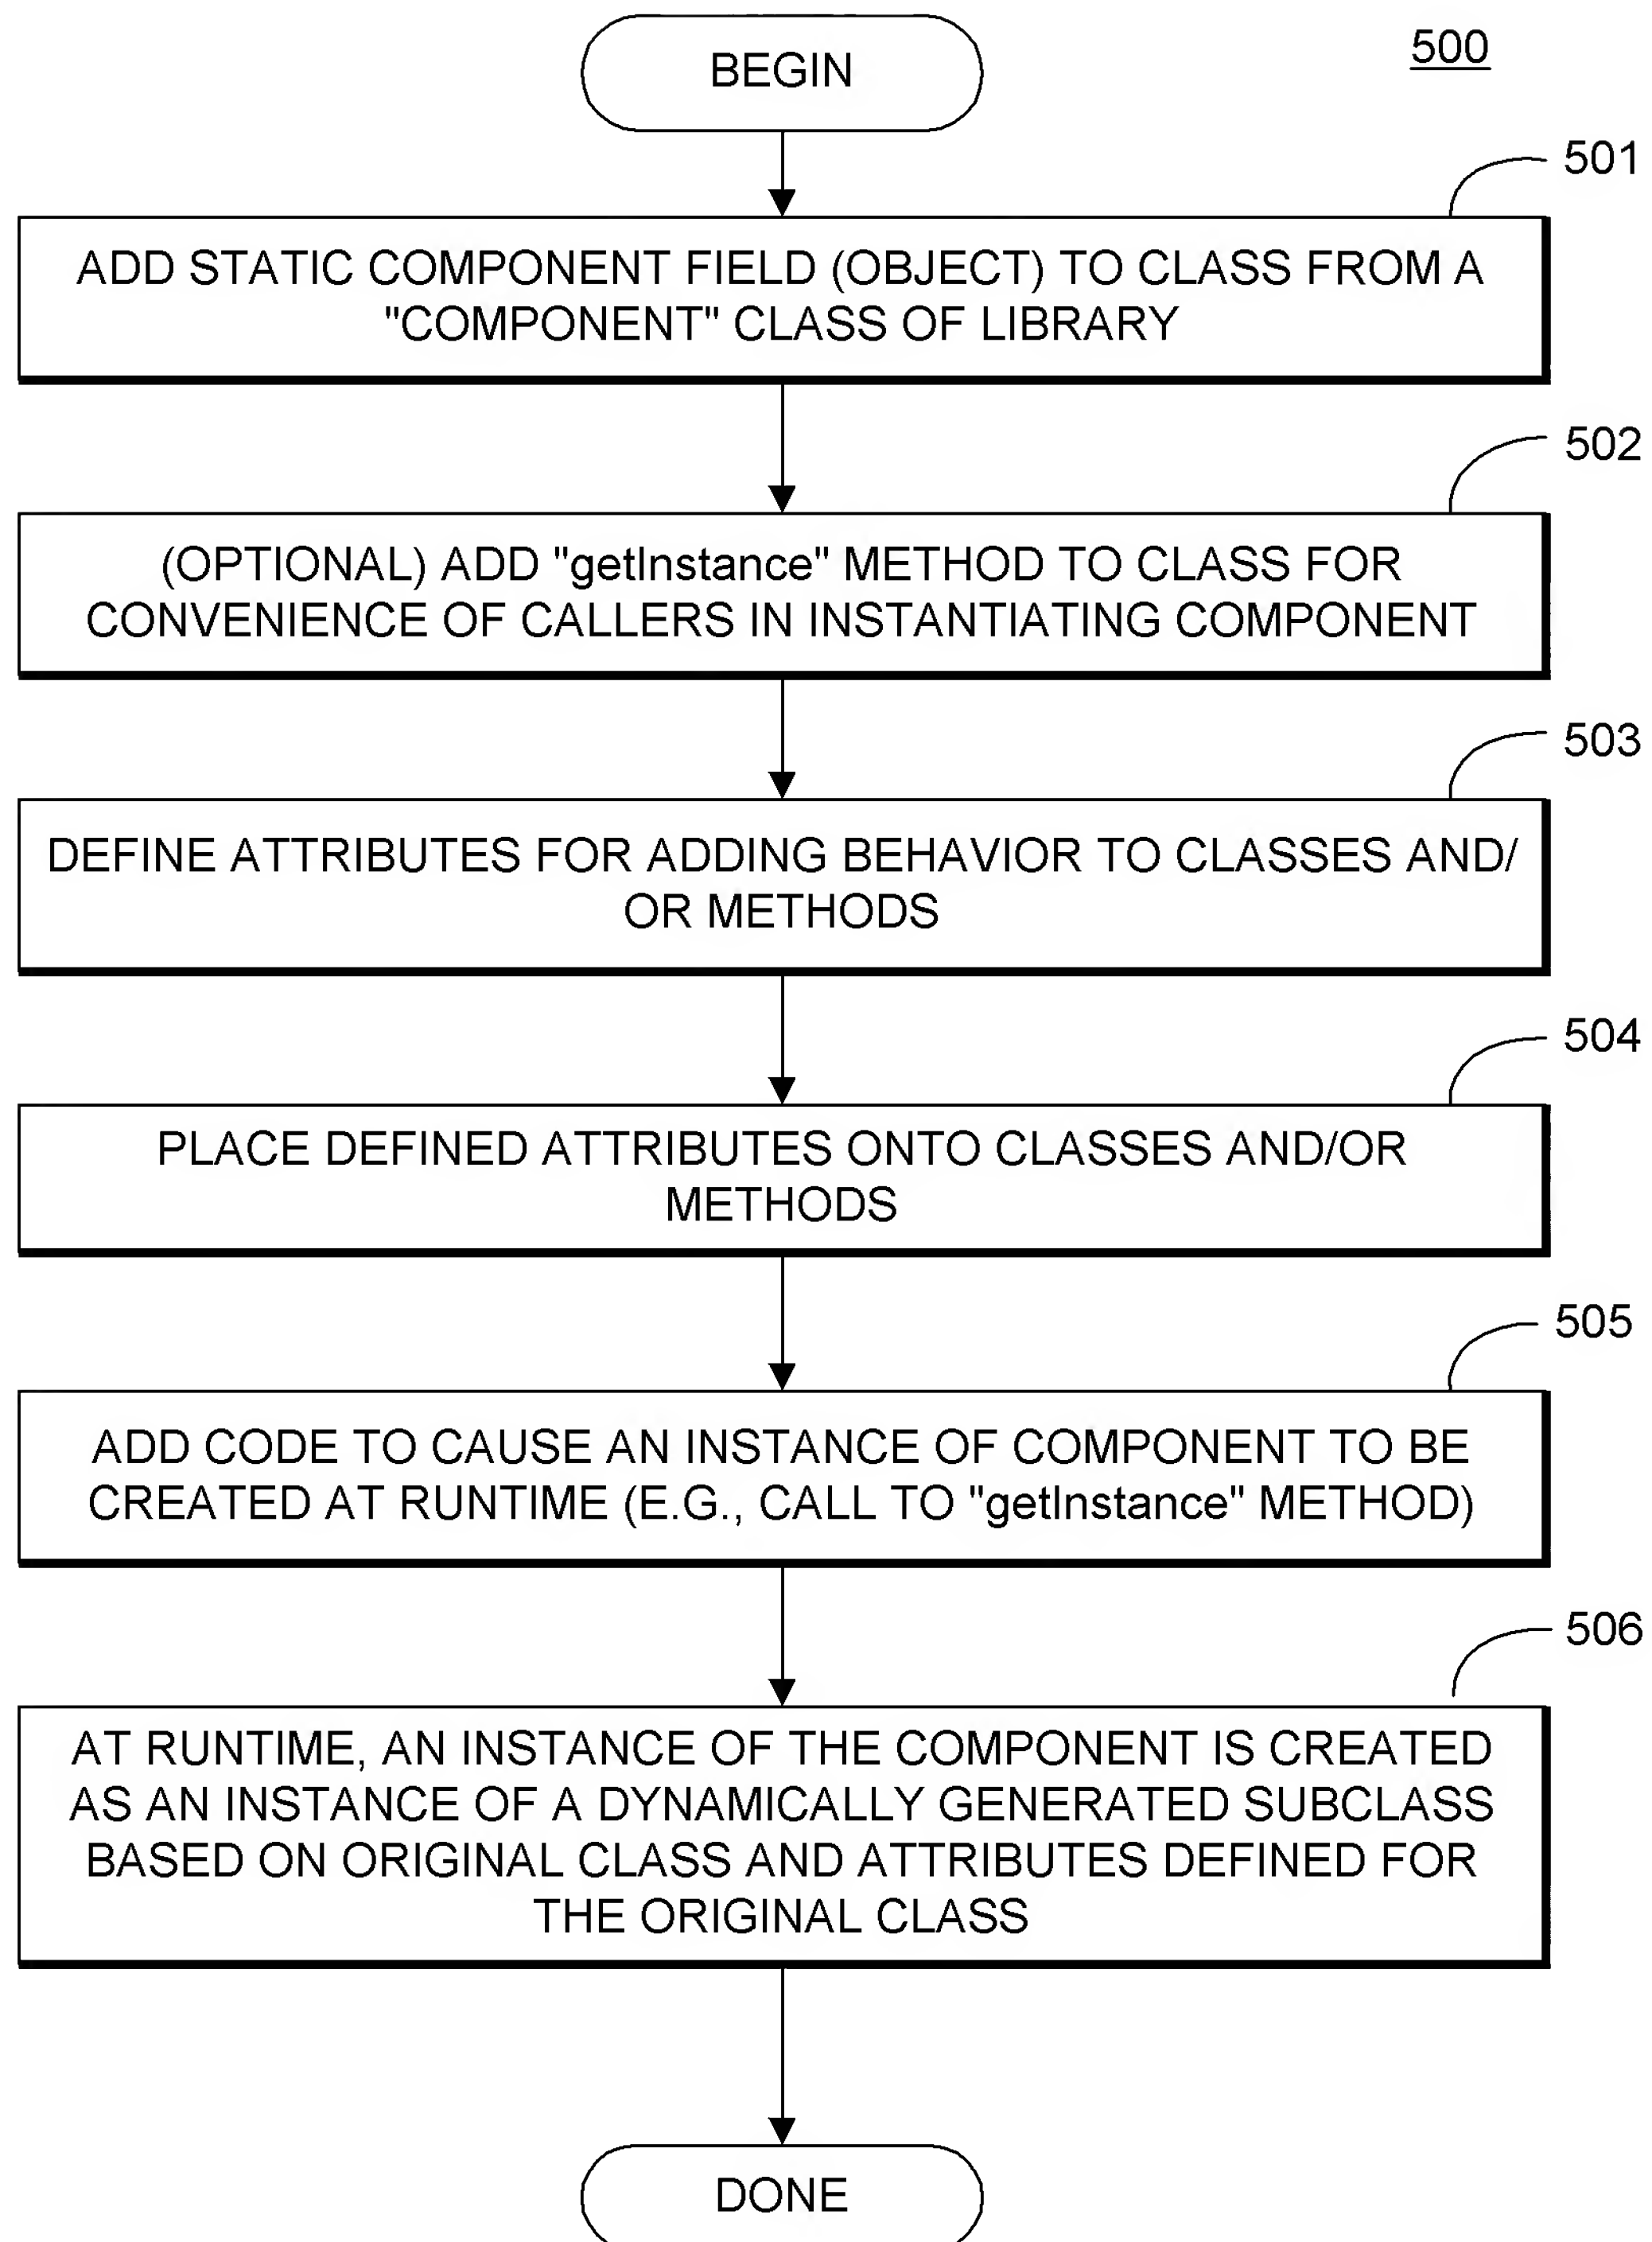 BEGIN
500
501
ADD STATIC COMPONENT FIELD (OBJECT) TO CLASS FROM A
"COMPONENT" CLASS OF LIBRARY
502
(OPTIONAL) ADD "getInstance" METHOD TO CLASS FOR
CONVENIENCE OF CALLERS IN INSTANTIATING COMPONENT
503
DEFINE ATTRIBUTES FOR ADDING BEHAVIOR TO CLASSES AND/
OR METHODS
504
PLACE DEFINED ATTRIBUTES ONTO CLASSES AND/OR
METHODS
505
ADD CODE TO CAUSE AN INSTANCE OF COMPONENT TO BE
CREATED AT RUNTIME (E.G., CALL TO "getInstance" METHOD)
506
AT RUNTIME, AN INSTANCE OF THE COMPONENT IS CREATED
AS AN INSTANCE OF A DYNAMICALLY GENERATED SUBCLASS
BASED ON ORIGINAL CLASS AND ATTRIBUTES DEFINED FOR
THE ORIGINAL CLASS
DONE